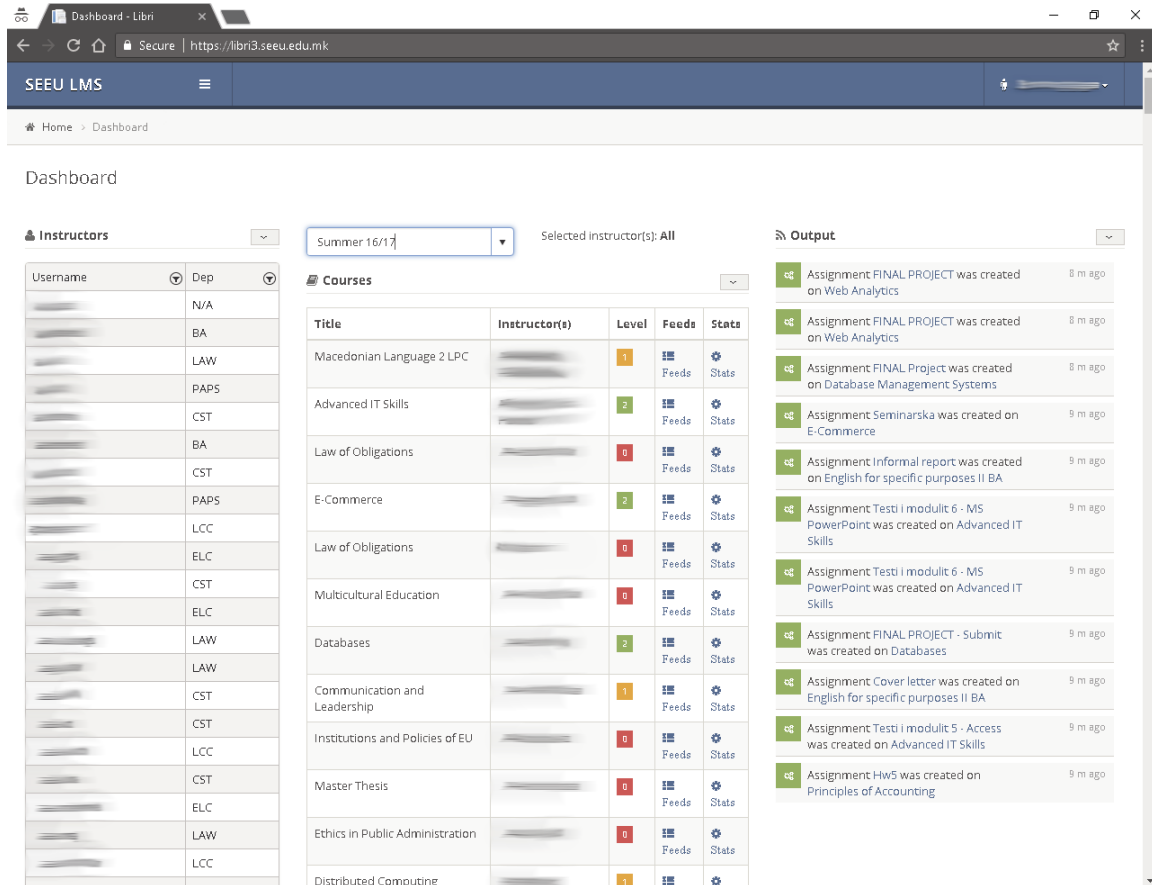 Dashboard - Libri
Secure | https://libri3.seeu.edu.mk
SEEU LMS
Home > Dashboard
Dashboard
Instructors
Username Dep
N/A
BA
LAW
PAPS
CST
BA
CST
PAPS
LCC
ELC
CST
ELC
LAW
LAW
CST
CST
LCC
CST
ELC
LAW
LCC
Summer 16/17
Selected instructor(s): All
Courses
Title Instructor(s) Level Feeds Stats
Macedonian Language 2 LPC 1 Feeds Stats
Advanced IT Skills 2 Feeds Stats
Law of Obligations 0 Feeds Stats
E-Commerce 2 Feeds Stats
Law of Obligations 0 Feeds Stats
Multicultural Education 0 Feeds Stats
Databases 2 Feeds Stats
Communication and
Leadership 1 Feeds Stats
Institutions and Policies of EU 0 Feeds Stats
Master Thesis 0 Feeds Stats
Ethics in Public Administration 0 Feeds Stats
Distributed Computing 1
Output
Assignment FINAL PROJECT was created 8 m ago
on Web Analytics
Assignment FINAL PROJECT was created 8 m ago
on Web Analytics
Assignment FINAL Project was created 8 m ago
on Database Management Systems
Assignment Seminarska was created on 9 m ago
E-Commerce
Assignment Informal report was created 9 m ago
on English for specific purposes II BA
Assignment Testi i modulit 6 - MS 9 m ago
PowerPoint was created on Advanced IT
Skills
Assignment Testi i modulit 6 - MS 9 m ago
PowerPoint was created on Advanced IT
Skills
Assignment FINAL PROJECT - Submit 9 m ago
was created on Databases
Assignment Cover letter was created on 9 m ago
English for specific purposes II BA
Assignment Testi i modulit 5 - Access 9 m ago
was created on Advanced IT Skills
Assignment Hw5 was created on 9 m ago
Principles of Accounting